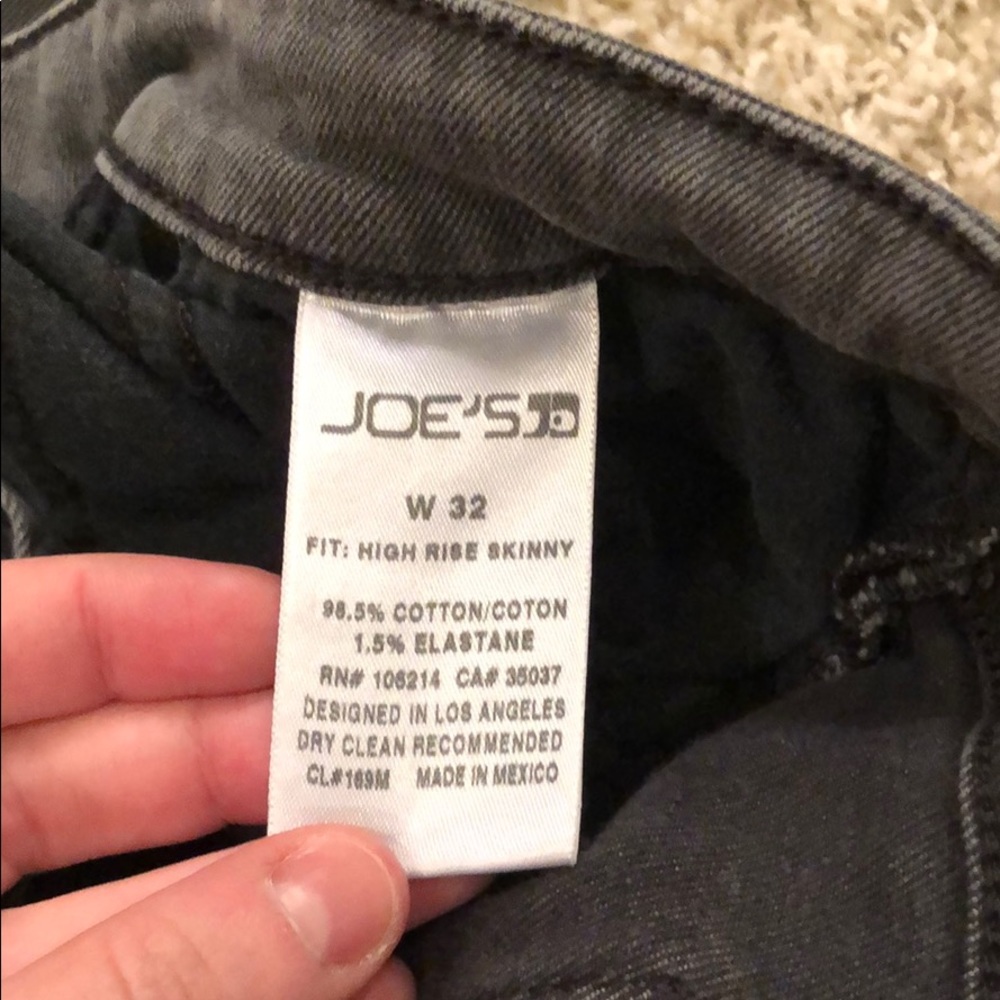 JOE'S
W 32
FIT: HIGH RISE SKINNY
98.5% COTTON/COTON
1.5% ELASTANE
RN# 106214 CA# 35037
DESIGNED IN LOS ANGELES
DRY CLEAN RECOMMENDED
CL#169M MADE IN MEXICO